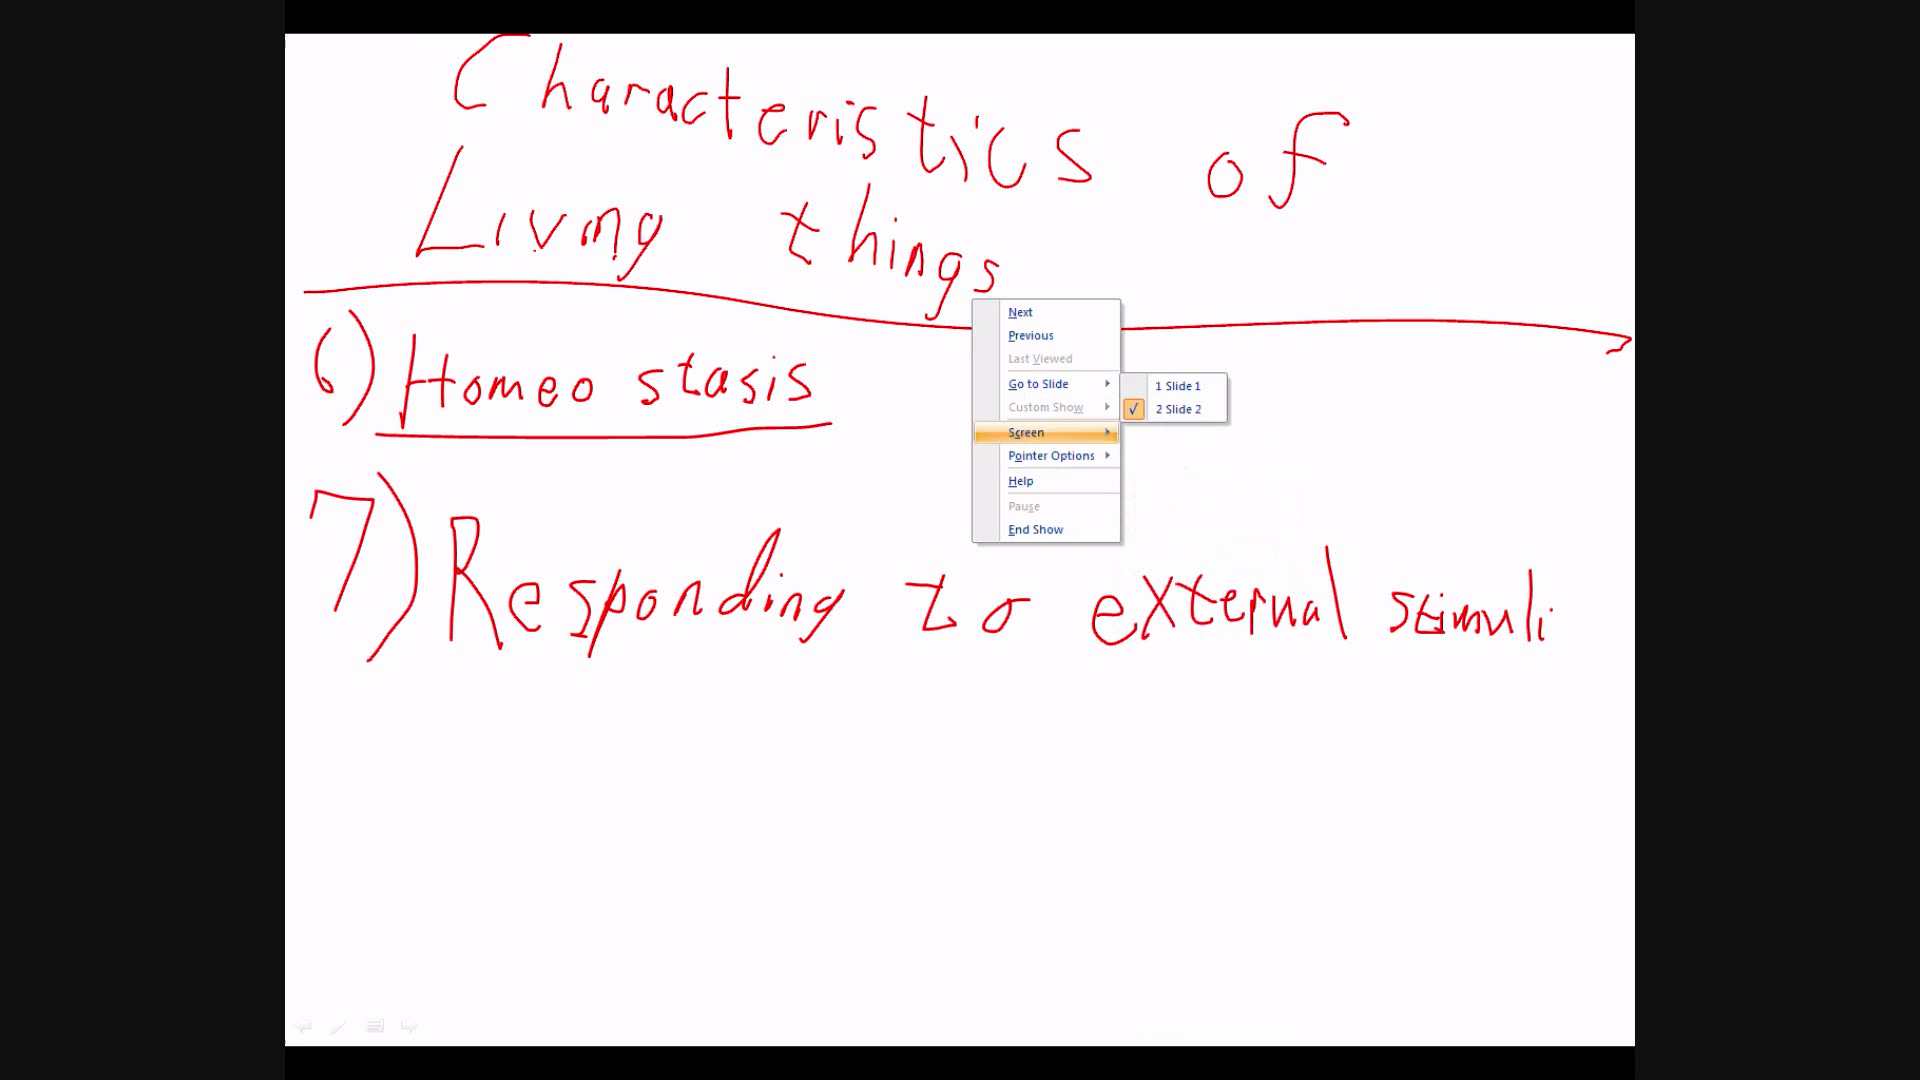 Characteristics of
Living things
6) Homeo stasis
7) Responding to external stimuli
Next
Previous
Last Viewed
Go to Slide
Custom Show
Screen
Pointer Options
Help
Pause
End Show
1 Slide 1
2 Slide 2